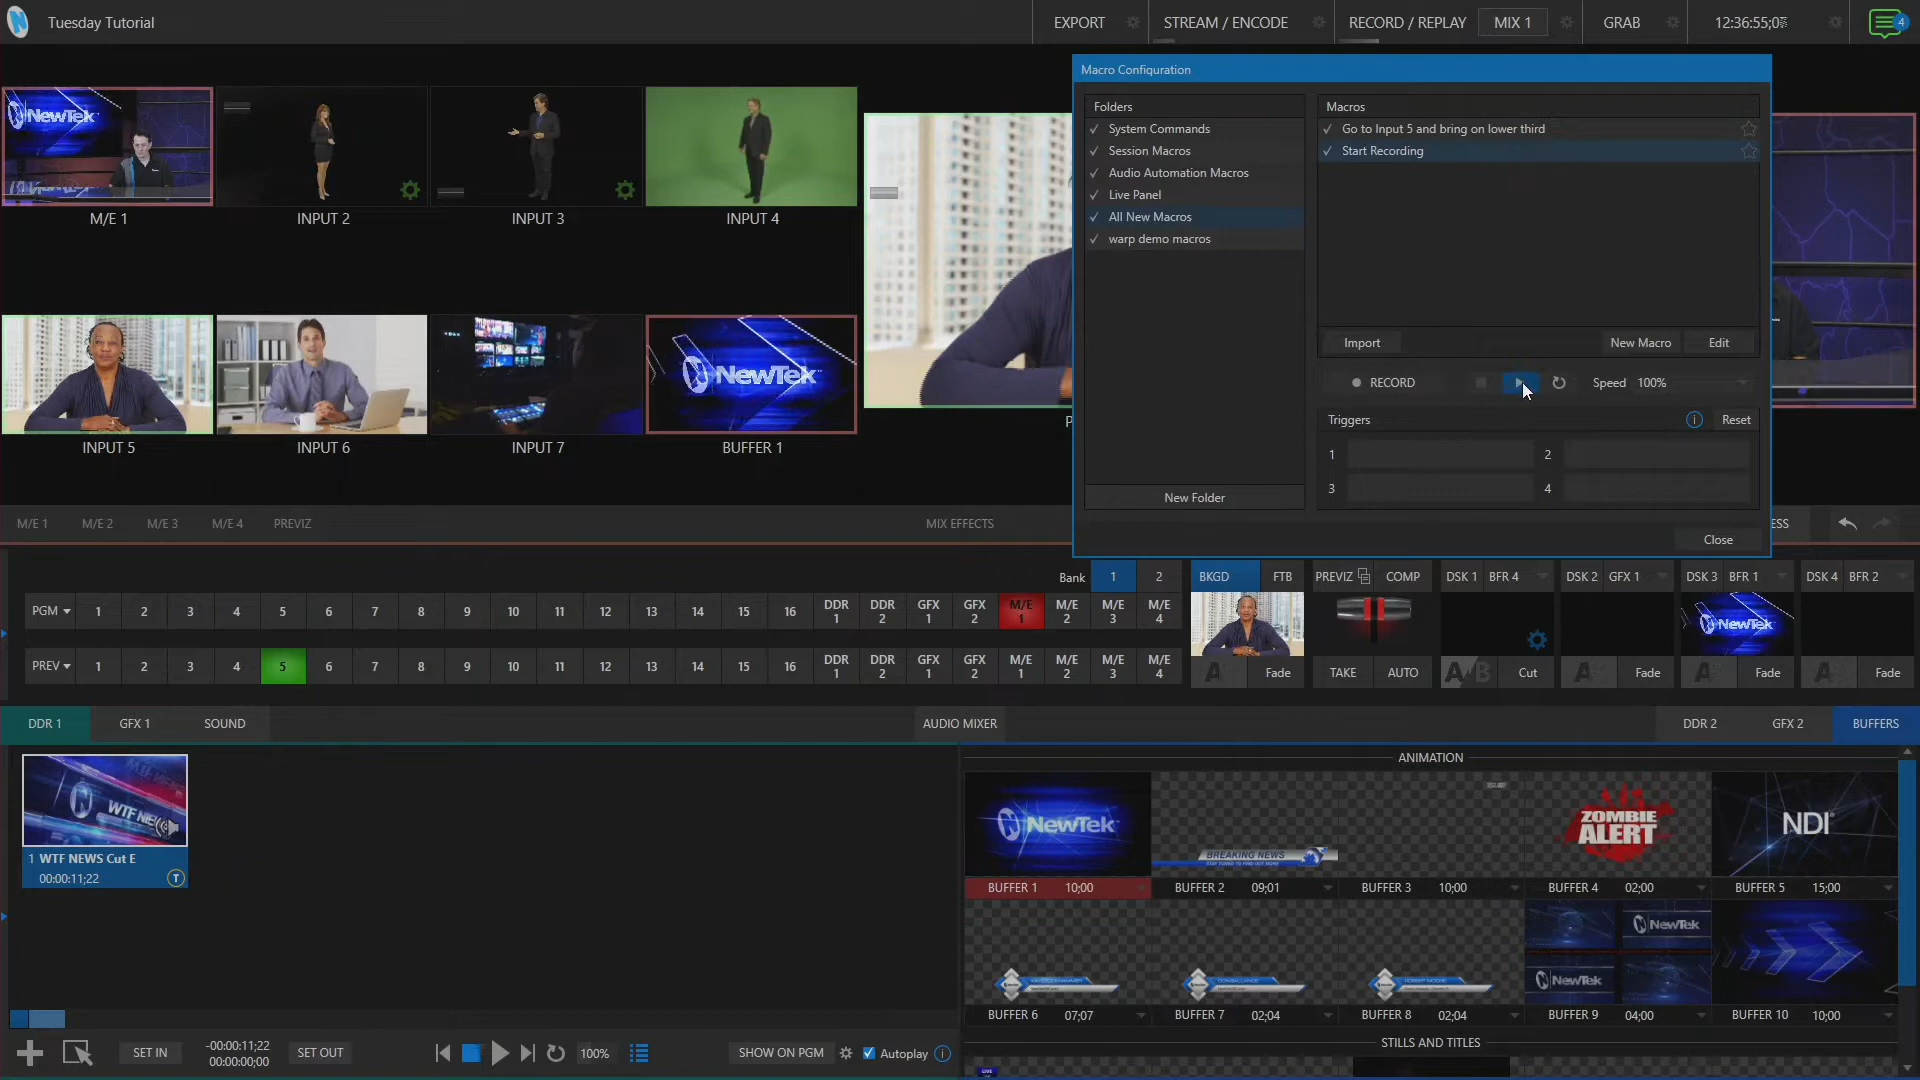 Tuesday Tutorial
EXPORT
STREAM / ENCODE
RECORD / REPLAY
MIX 1
GRAB
4
NewTek
M/E 1
INPUT 2
INPUT 3
INPUT 4
INPUT 5
INPUT 6
INPUT 7
NewTek
BUFFER 1
Macro Configuration
Folders
System Commands
Session Macros
Audio Automation Macros
Live Panel
All New Macros
warp demo macros
New Folder
Macros
Go to Input 5 and bring on lower third
Start Recording
Import
New Macro
Edit
RECORD
Speed 100%
Triggers
Reset
1
2
3
4
Close
M/E 1
M/E 2
M/E 3
M/E 4
PREVIZ
MIX EFFECTS
ESS
Bank 1 2
PGM 1 2 3 4 5 6 7 8 9 10 11 12 13 14 15 16 DDR 1 DDR 2 GFX 1 GFX 2 M/E 1 M/E 2 M/E 3 M/E 4
PREV 1 2 3 4 5 6 7 8 9 10 11 12 13 14 15 16 DDR 1 DDR 2 GFX 1 GFX 2 M/E 1 M/E 2 M/E 3 M/E 4
BKGD FTB
A Fade
PREVIZ COMP
TAKE AUTO
DSK 1 BFR 4
A/B Cut
DSK 2 GFX 1
A Fade
DSK 3 BFR 1
NewTek
A Fade
DSK 4 BFR 2
A Fade
DDR 1
GFX 1
SOUND
AUDIO MIXER
DDR 2
GFX 2
BUFFERS
1 WTF NEWS Cut E
00:00:11;22
T
SET IN
-00:00:11;22
00:00:00;00
SET OUT
100%
SHOW ON PGM
Autoplay
ANIMATION
NewTek
BREAKING NEWS
ZOMBIE
ALERT
NDI
BUFFER 1 10;00
BUFFER 2 09;01
BUFFER 3 10;00
BUFFER 4 02;00
BUFFER 5 15;00
NewTek
NewTek
BUFFER 6 07;07
BUFFER 7 02;04
BUFFER 8 02;04
BUFFER 9 04;00
BUFFER 10 10;00
STILLS AND TITLES
LIVE